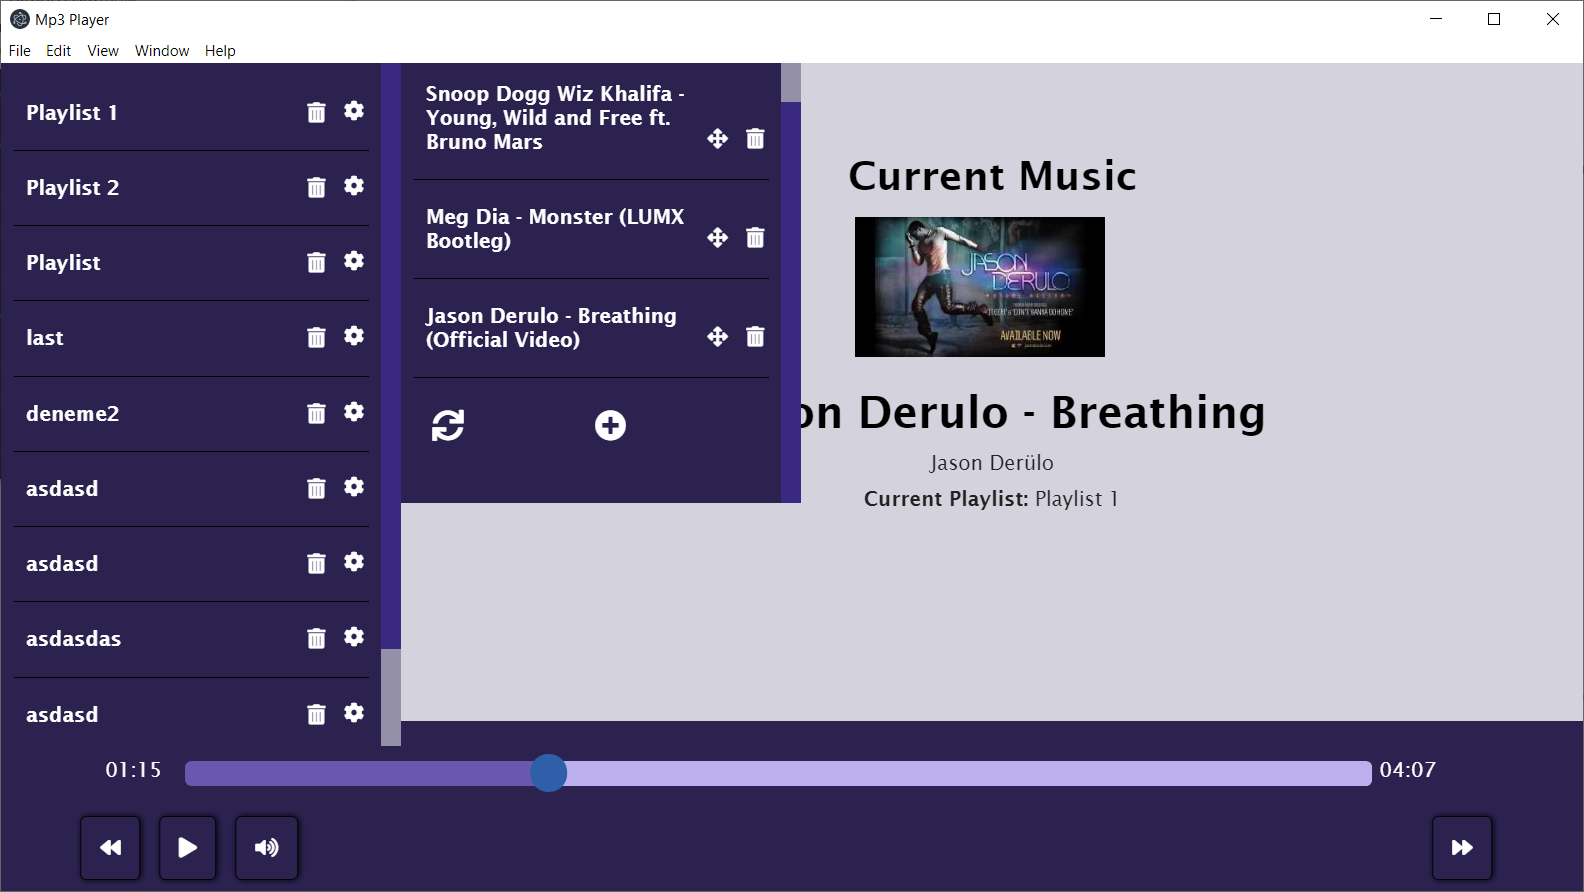 Mp3 Player
File Edit View Window Help
Playlist 1
Playlist 2
Playlist
last
deneme2
asdasd
asdasd
asdasdas
asdasd
Snoop Dogg Wiz Khalifa -
Young, Wild and Free ft.
Bruno Mars
Meg Dia - Monster (LUMX
Bootleg)
Jason Derulo - Breathing
(Official Video)
Current Music
JASON
DERULO
AVAILABLE NOW
on Derulo - Breathing
Jason Derülo
Current Playlist: Playlist 1
01:15
04:07